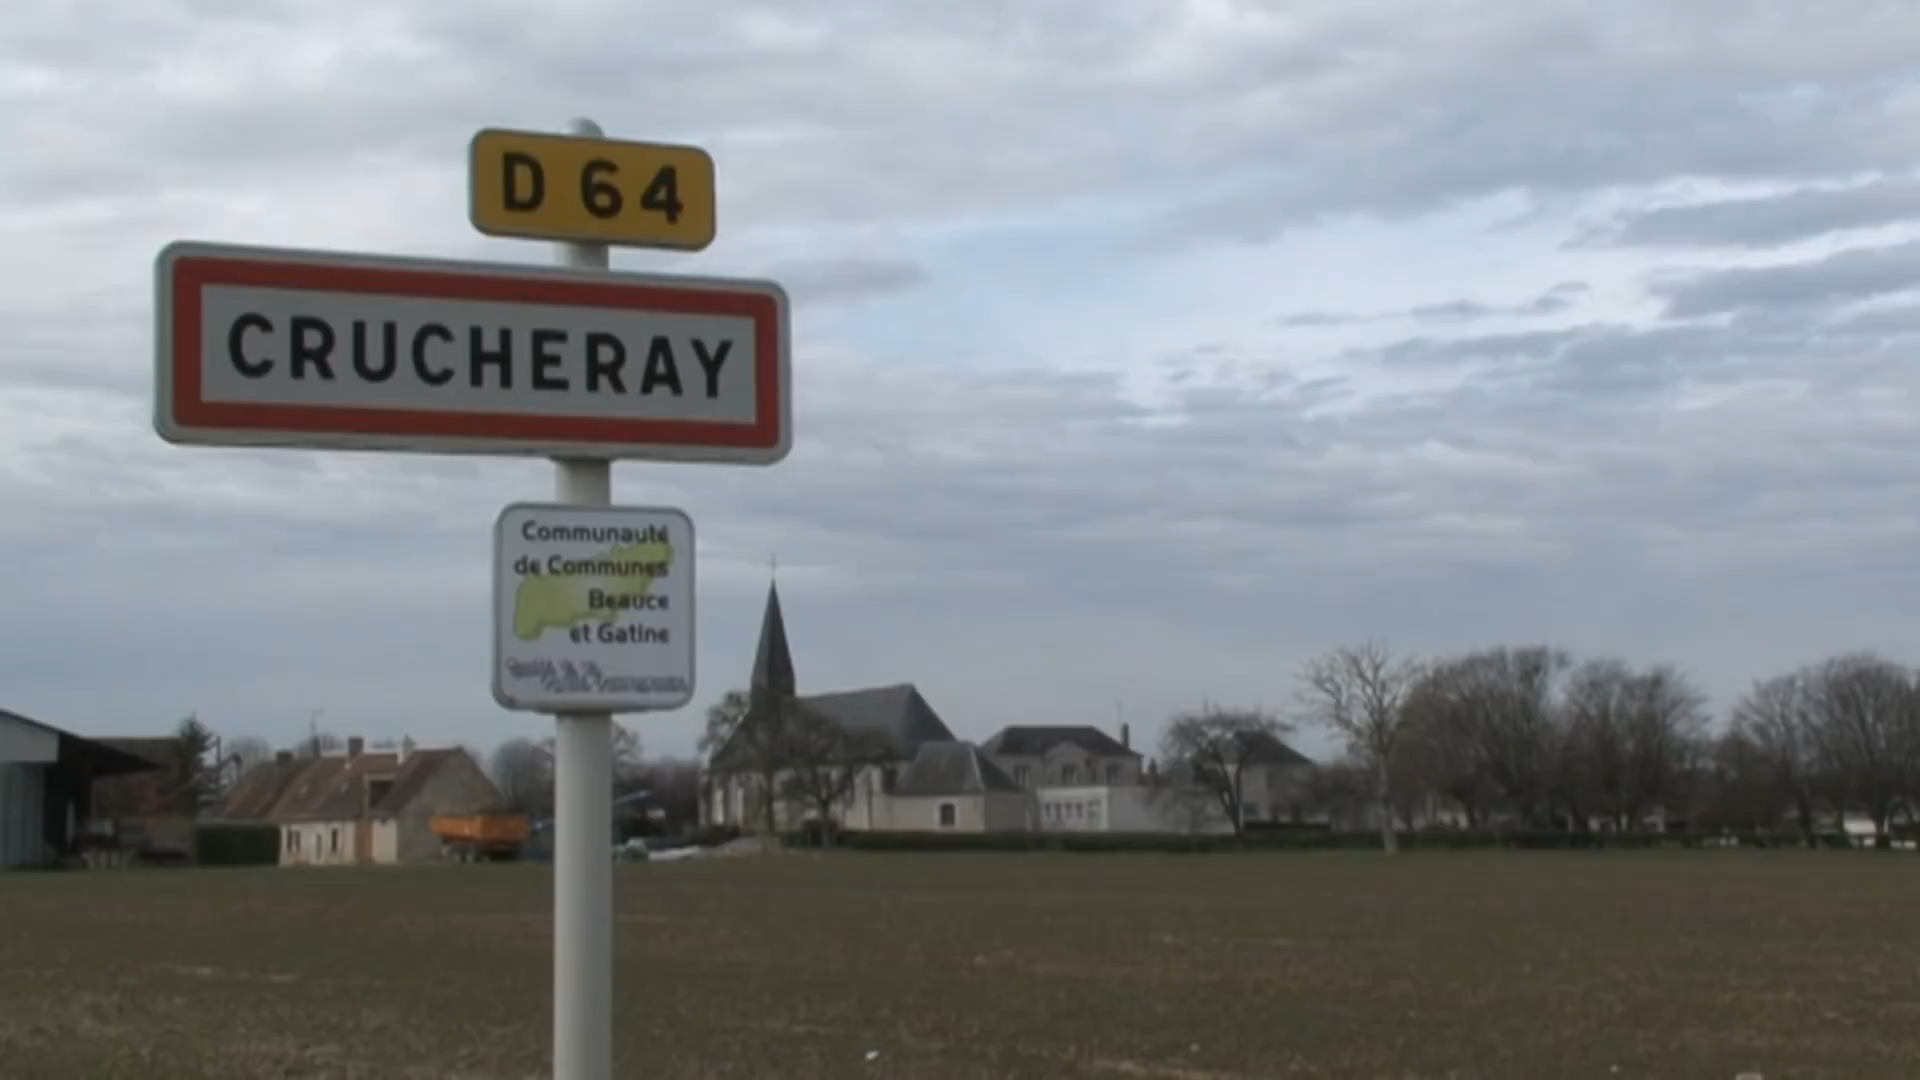 D 64
CRUCHERAY
Communauté
de Communes
Beauce
et Gatine